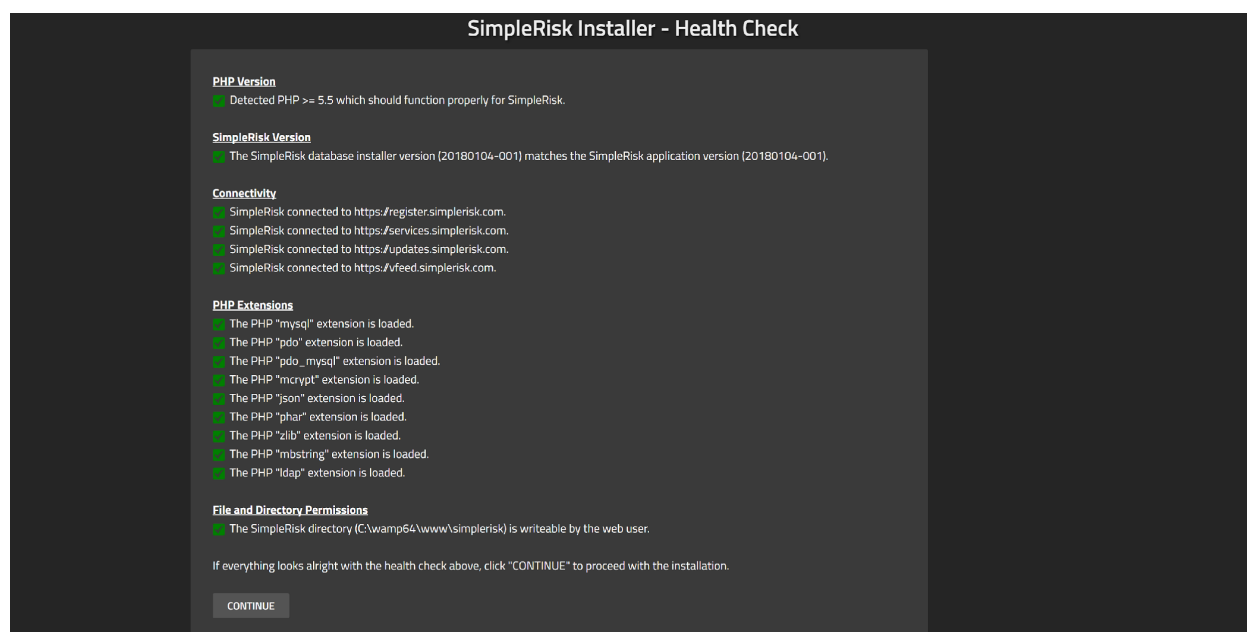 SimpleRisk Installer - Health Check
PHP Version
Detected PHP >= 5.5 which should function properly for SimpleRisk.
SimpleRisk Version
The SimpleRisk database installer version (20180104-001) matches the SimpleRisk application version (20180104-001).
Connectivity
SimpleRisk connected to https://register.simplerisk.com.
SimpleRisk connected to https://services.simplerisk.com.
SimpleRisk connected to https://updates.simplerisk.com.
SimpleRisk connected to https://vfeed.simplerisk.com.
PHP Extensions
The PHP "mysql" extension is loaded.
The PHP "pdo" extension is loaded.
The PHP "pdo_mysql" extension is loaded.
The PHP "mcrypt" extension is loaded.
The PHP "json" extension is loaded.
The PHP "phar" extension is loaded.
The PHP "zlib" extension is loaded.
The PHP "mbstring" extension is loaded.
The PHP "ldap" extension is loaded.
File and Directory Permissions
The SimpleRisk directory (C:\wamp64\www\simplerisk) is writeable by the web user.
If everything looks alright with the health check above, click "CONTINUE" to proceed with the installation.
CONTINUE